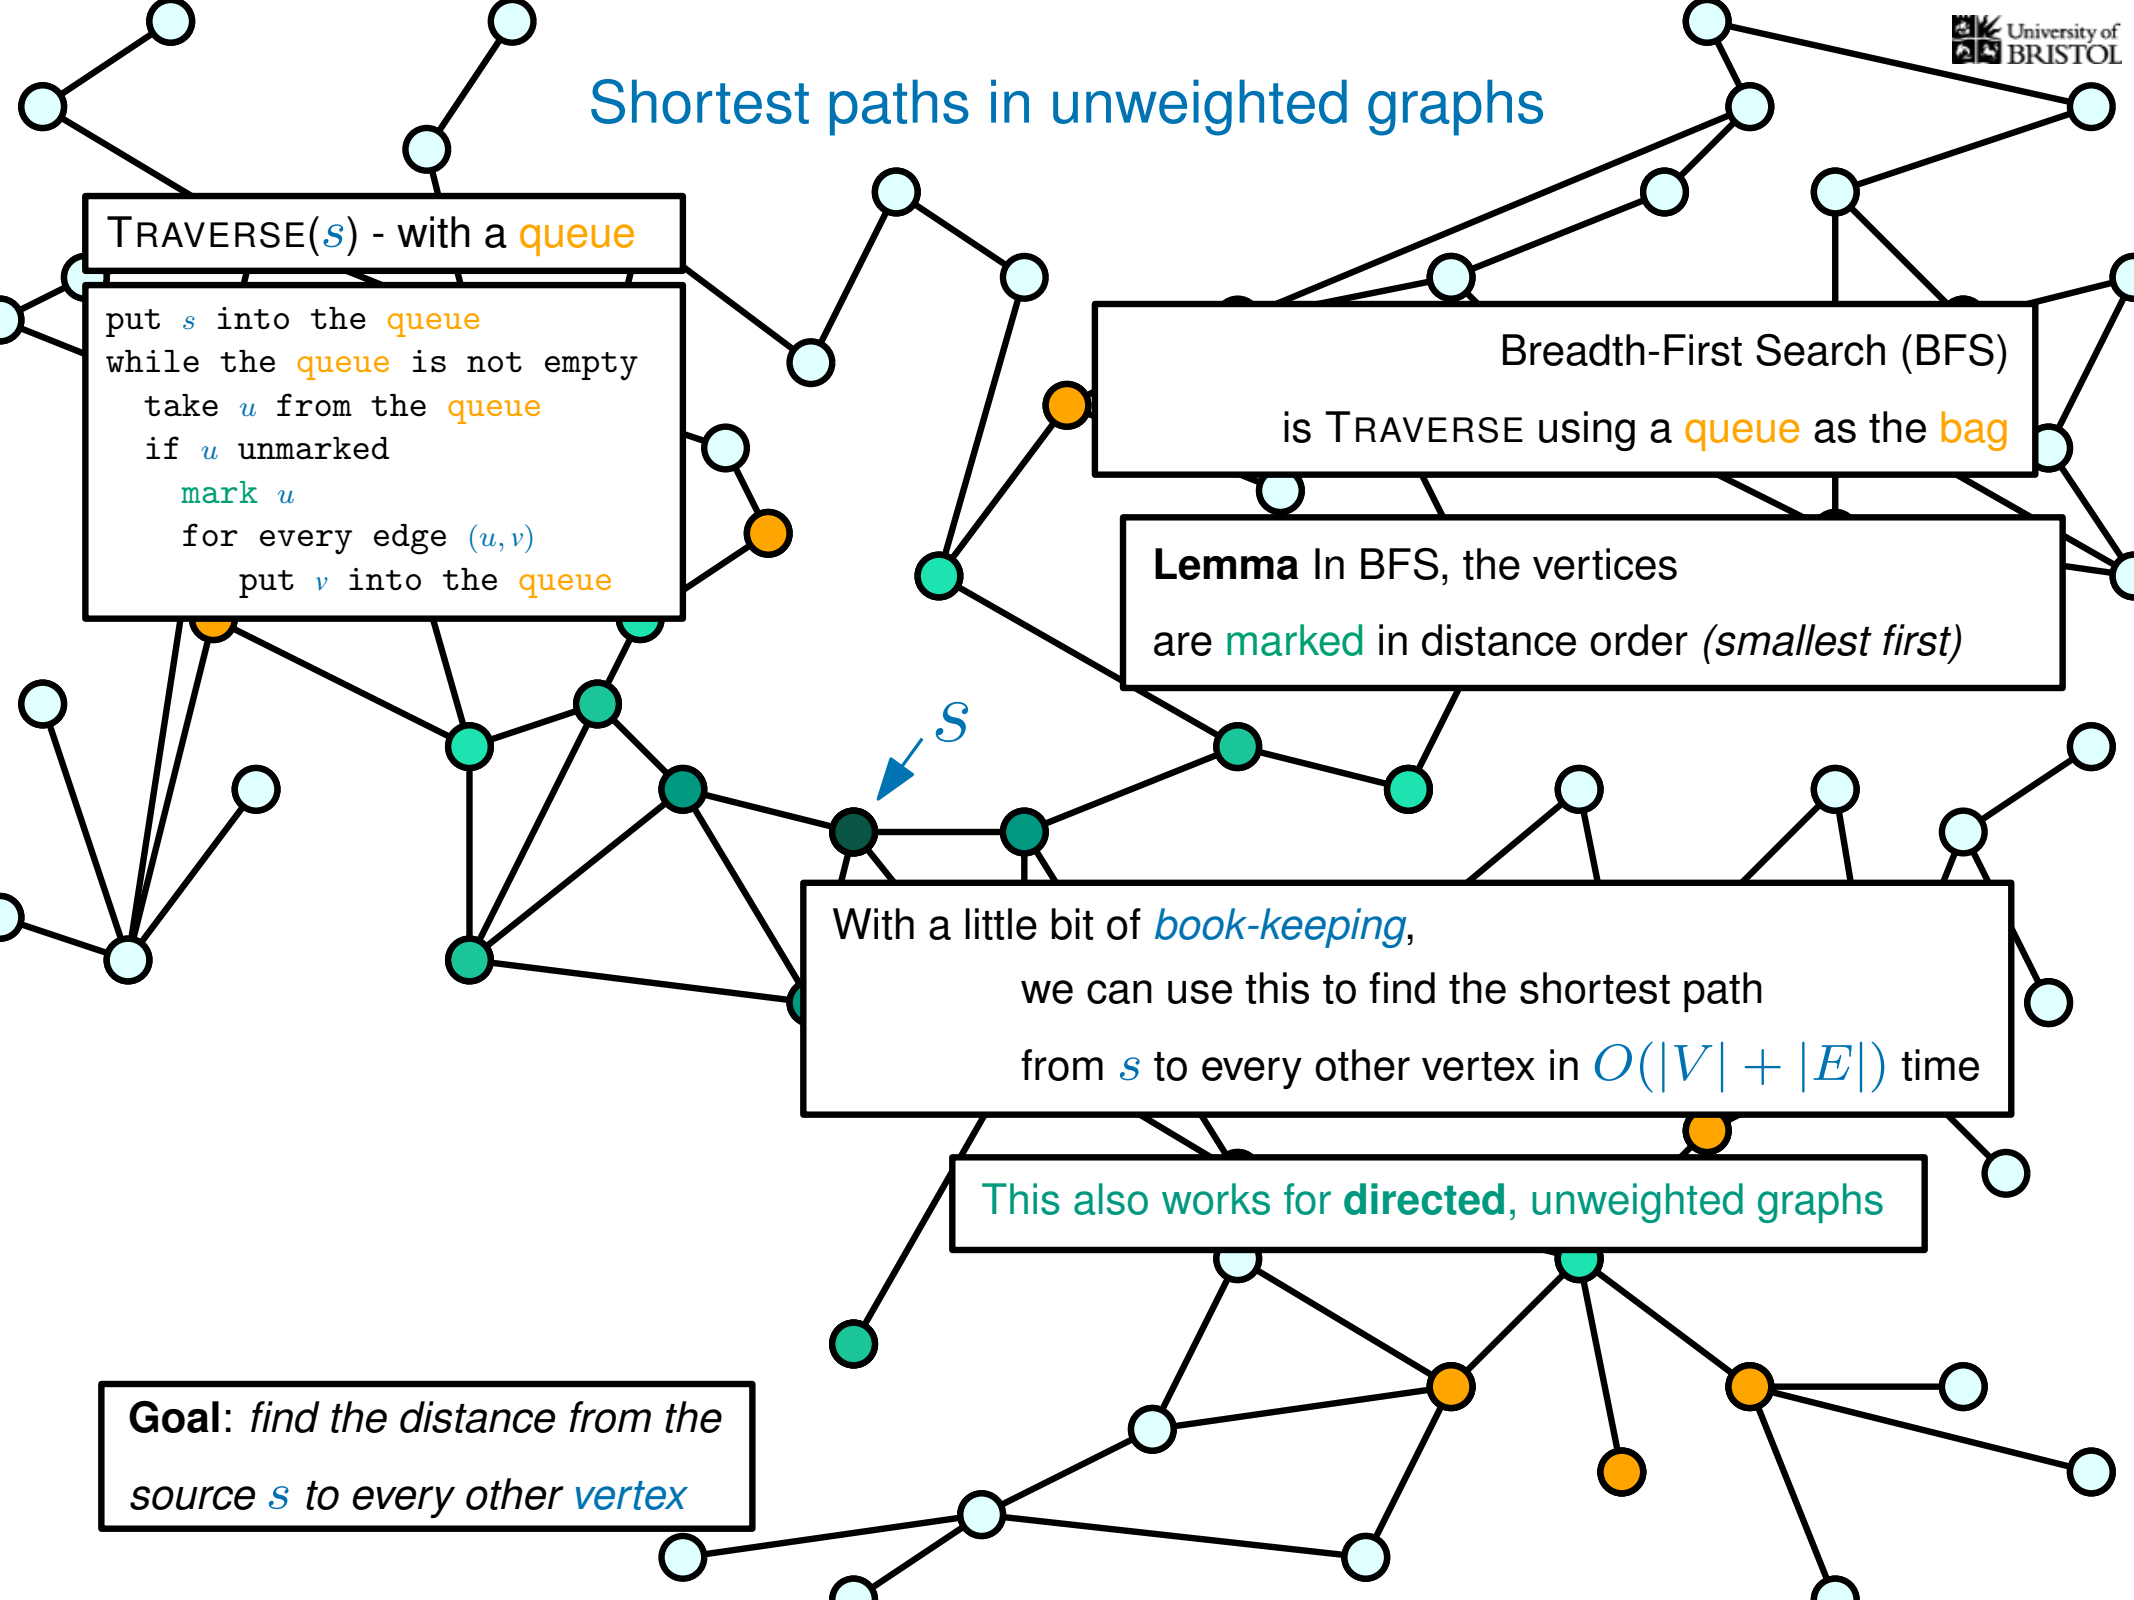 University of
BRISTOL
Shortest paths in unweighted graphs
TRAVERSE(s) - with a queue
put s into the queue
while the queue is not empty
take u from the queue
if u unmarked
mark u
for every edge (u, v)
put v into the queue
Breadth-First Search (BFS)
is TRAVERSE using a queue as the bag
Lemma In BFS, the vertices
are marked in distance order (smallest first)
s
With a little bit of book-keeping,
we can use this to find the shortest path
from s to every other vertex in O(|V| + |E|) time
This also works for directed, unweighted graphs
Goal: find the distance from the
source s to every other vertex